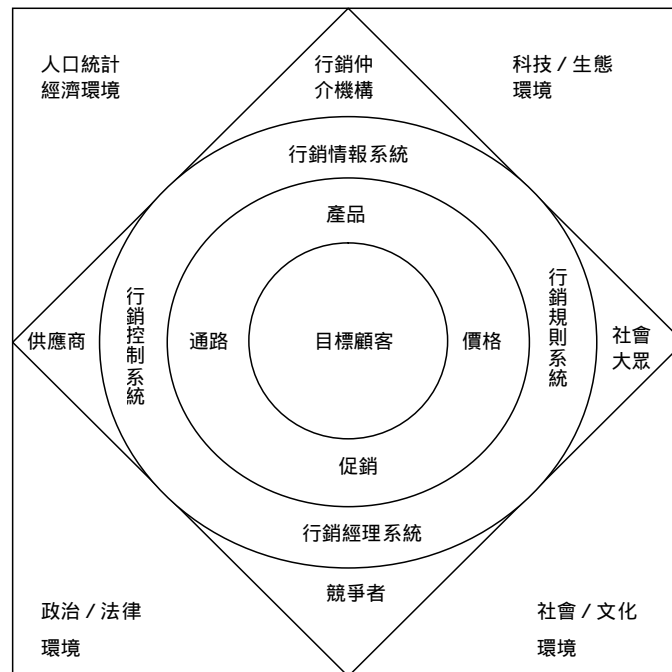 人口統計
經濟環境
行銷仲
介機構
科技 / 生態
環境
行銷情報系統
產品
供應商
行銷控制系統
通路
目標顧客
價格
行銷規則系統
社會
大眾
促銷
行銷經理系統
競爭者
政治 / 法律
環境
社會 / 文化
環境